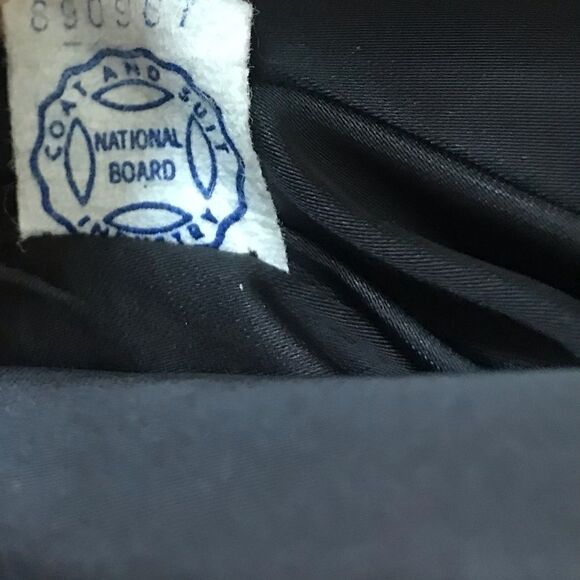 890967
COAT AND SUIT
NATIONAL
BOARD
INDUSTRY